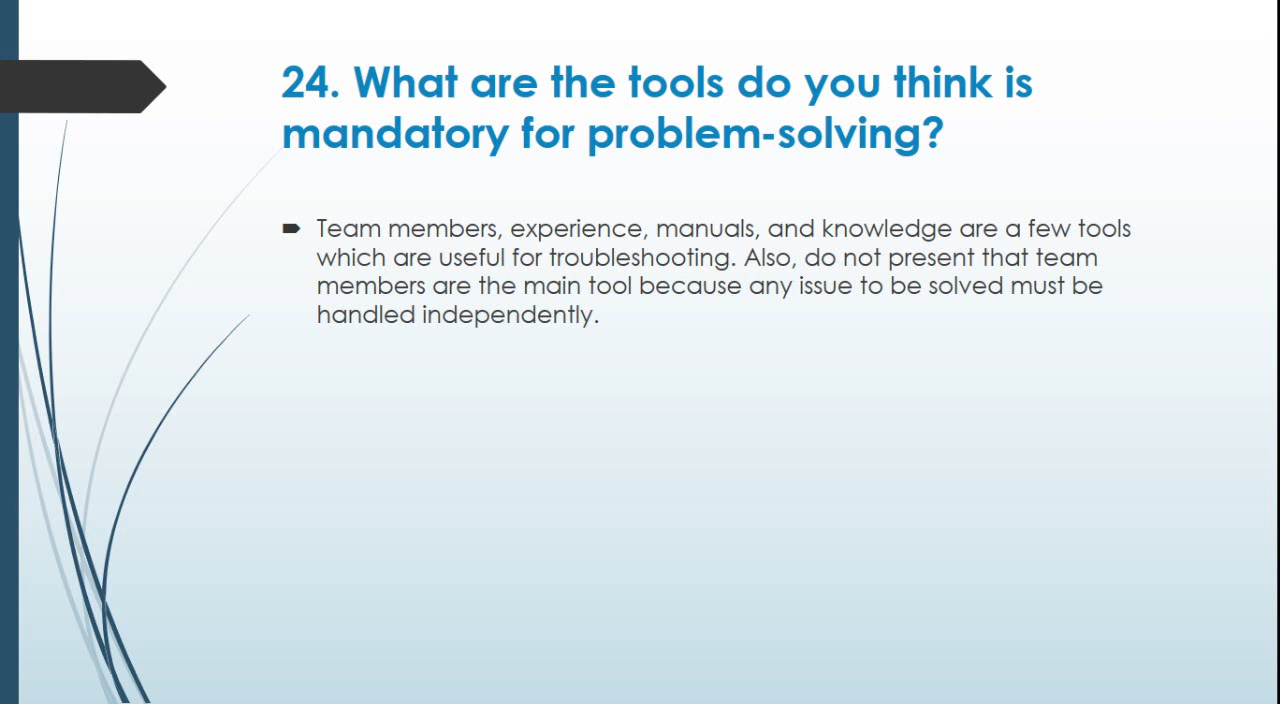 24. What are the tools do you think is
mandatory for problem-solving?
Team members, experience, manuals, and knowledge are a few tools
which are useful for troubleshooting. Also, do not present that team
members are the main tool because any issue to be solved must be
handled independently.